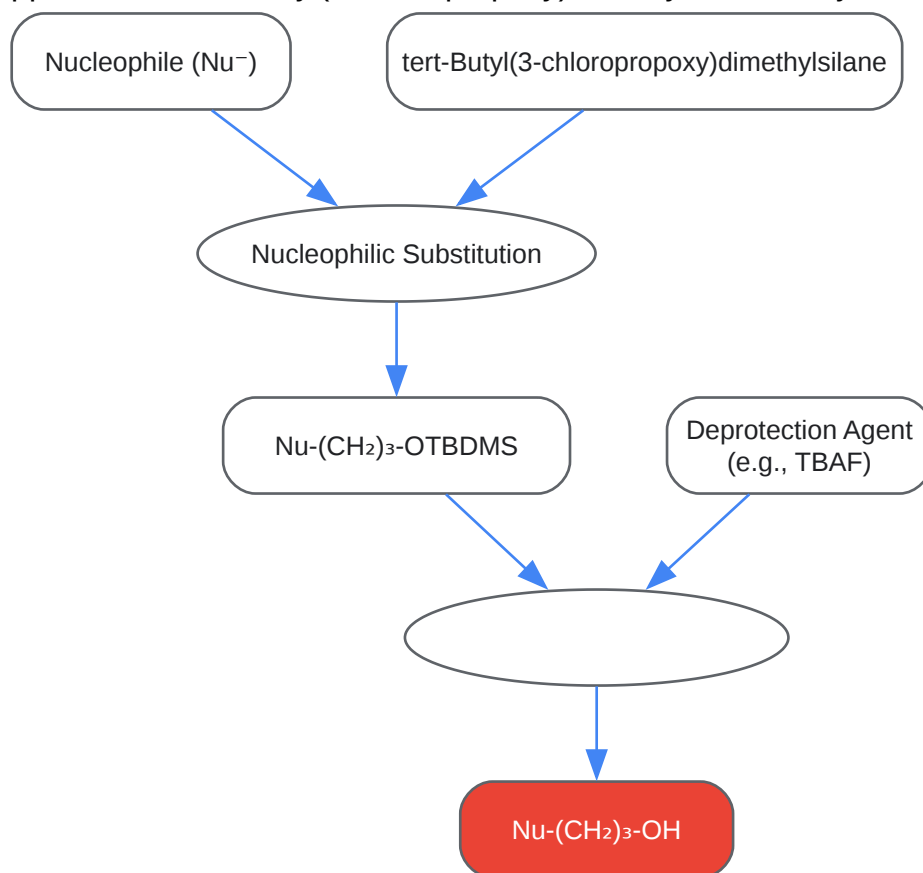 Nucleophile (Nu⁻)
tert-Butyl(3-chloropropoxy)dimethylsilane
Nucleophilic Substitution
Nu-(CH₂)₃-OTBDMS
Deprotection Agent
(e.g., TBAF)
Nu-(CH₂)₃-OH